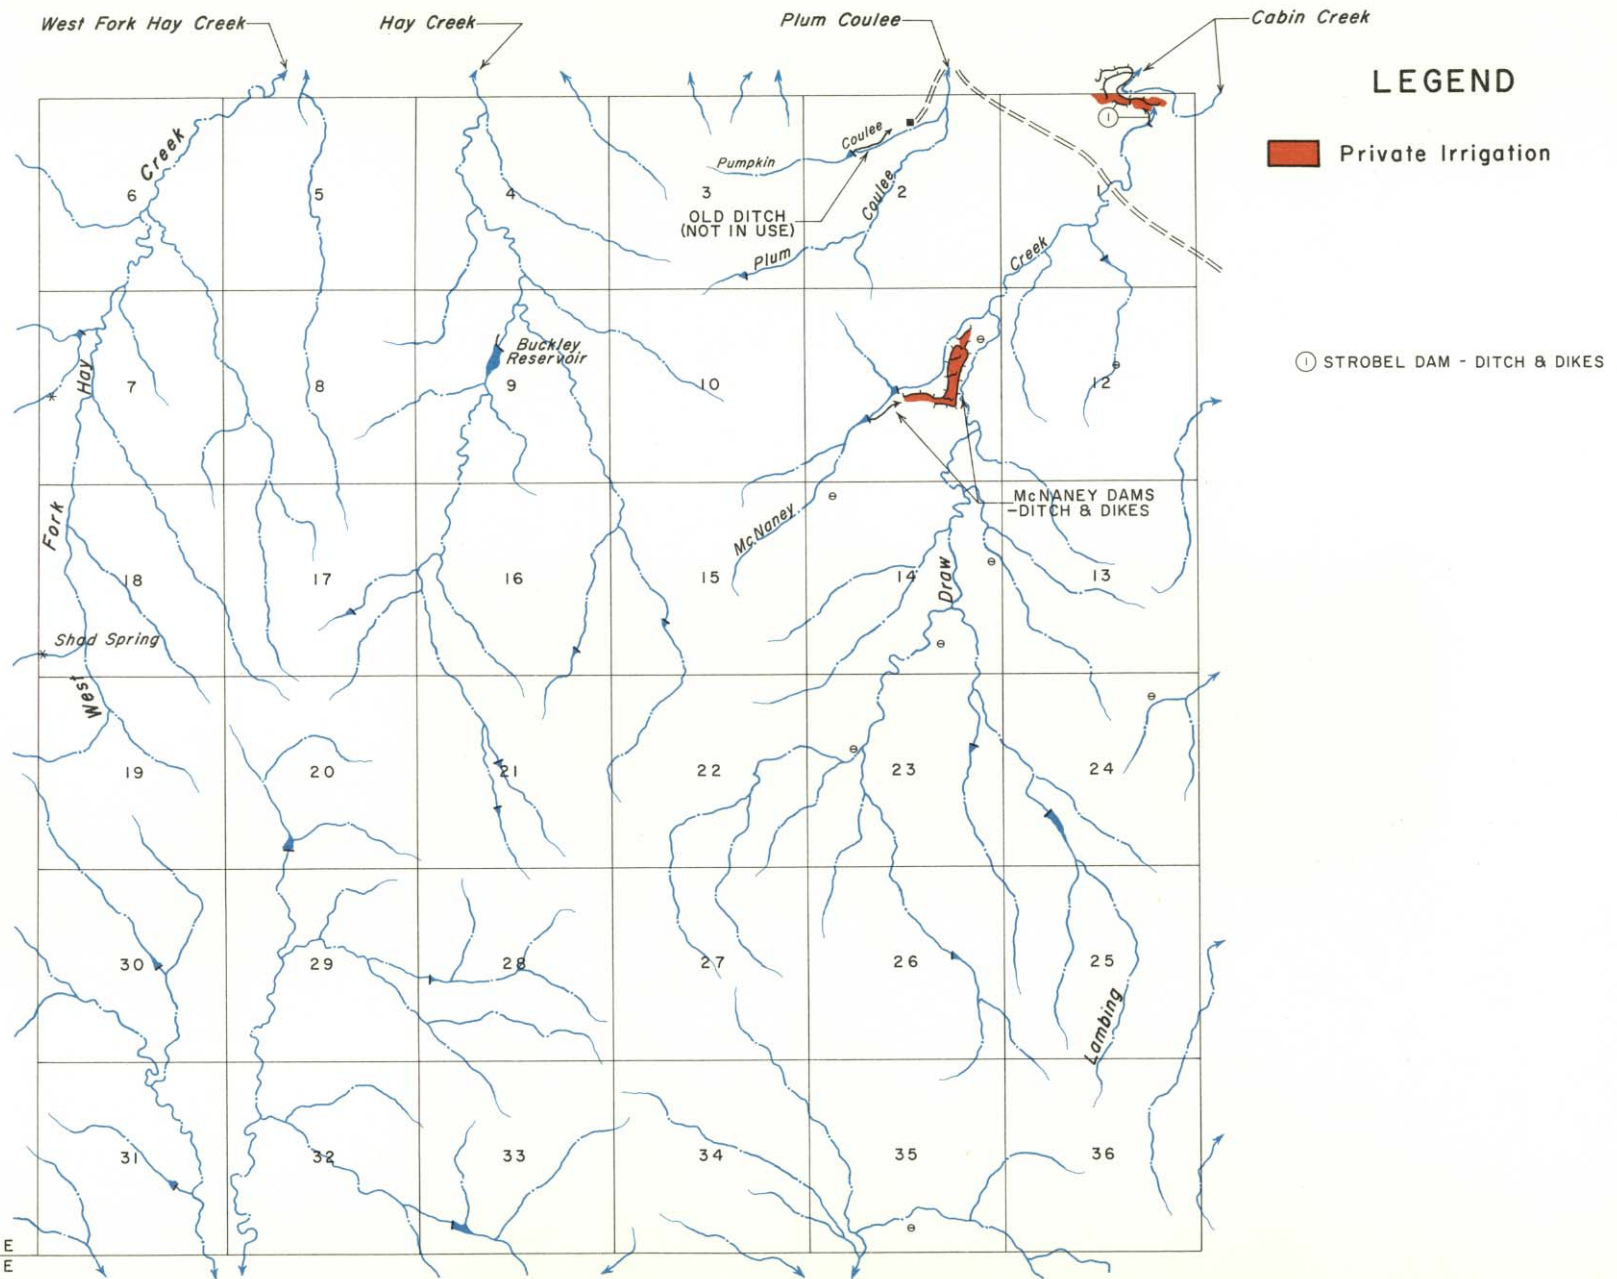 West Fork Hay Creek
Hay Creek
Plum Coulee
Cabin Creek
LEGEND
Private Irrigation
1 STROBEL DAM - DITCH & DIKES
1
Creek
6
5
4
3
Pumpkin
Coulee
2
Coulee
1
OLD DITCH
(NOT IN USE)
Plum
Creek
Hay
7
8
Buckley
Reservoir
9
10
12
Fork
McNaney
McNANEY DAMS
-DITCH & DIKES
18
17
16
15
14
Draw
13
Shad Spring
West
19
20
21
22
23
24
30
29
28
27
26
25
Lambing
31
32
33
34
35
36
E
E